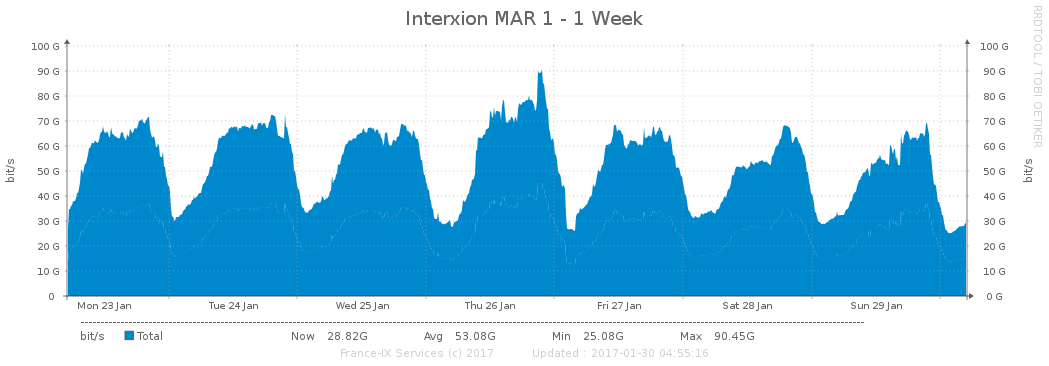 Interxion MAR 1 - 1 Week
RRDTOOL / TOBI OETIKER
100 G 100 G
90 G 90 G
80 G 80 G
70 G 70 G
60 G 60 G
50 G 50 G
40 G 40 G
30 G 30 G
20 G 20 G
10 G 10 G
0 0 G
bit/s bit/s
Mon 23 Jan Tue 24 Jan Wed 25 Jan Thu 26 Jan Fri 27 Jan Sat 28 Jan Sun 29 Jan
bit/s Total Now 28.82G Avg 53.08G Min 25.08G Max 90.45G
France-IX Services (c) 2017 Updated : 2017-01-30 04:55:16